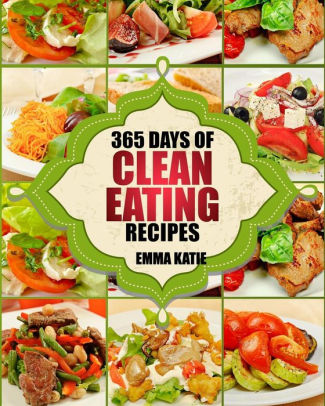 365 DAYS OF
CLEAN
EATING
RECIPES
EMMA KATIE